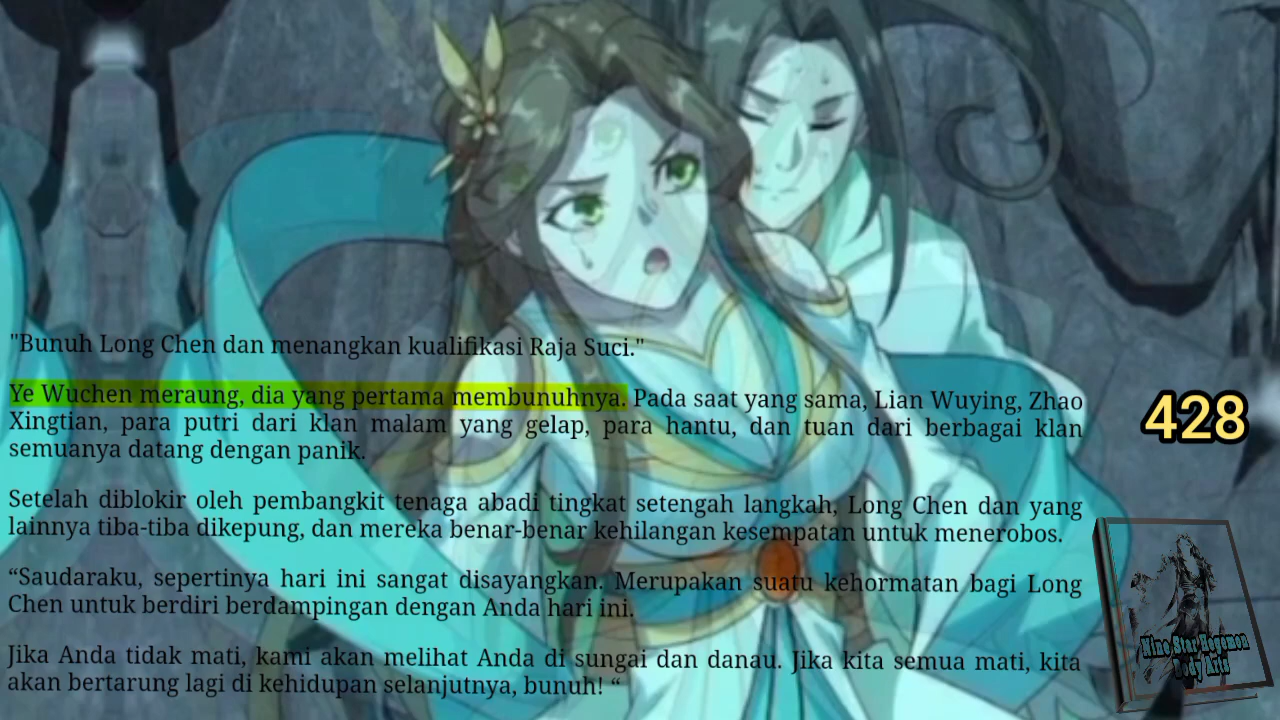 "Bunuh Long Chen dan menangkan kualifikasi Raja Suci."
Ye Wuchen meraung, dia yang pertama membunuhnya. Pada saat yang sama, Lian Wuying, Zhao
Xingtian, para putri dari klan malam yang gelap, para hantu, dan tuan dari berbagai klan
semuanya datang dengan panik.
428
Setelah diblokir oleh pembangkit tenaga abadi tingkat setengah langkah, Long Chen dan yang
lainnya tiba-tiba dikepung, dan mereka benar-benar kehilangan kesempatan untuk menerobos.
“Saudaraku, sepertinya hari ini sangat disayangkan. Merupakan suatu kehormatan bagi Long
Chen untuk berdiri berdampingan dengan Anda hari ini.
Jika Anda tidak mati, kami akan melihat Anda di sungai dan danau. Jika kita semua mati, kita
akan bertarung lagi di kehidupan selanjutnya, bunuh! “
Nine Star Hegemon
Body Arts